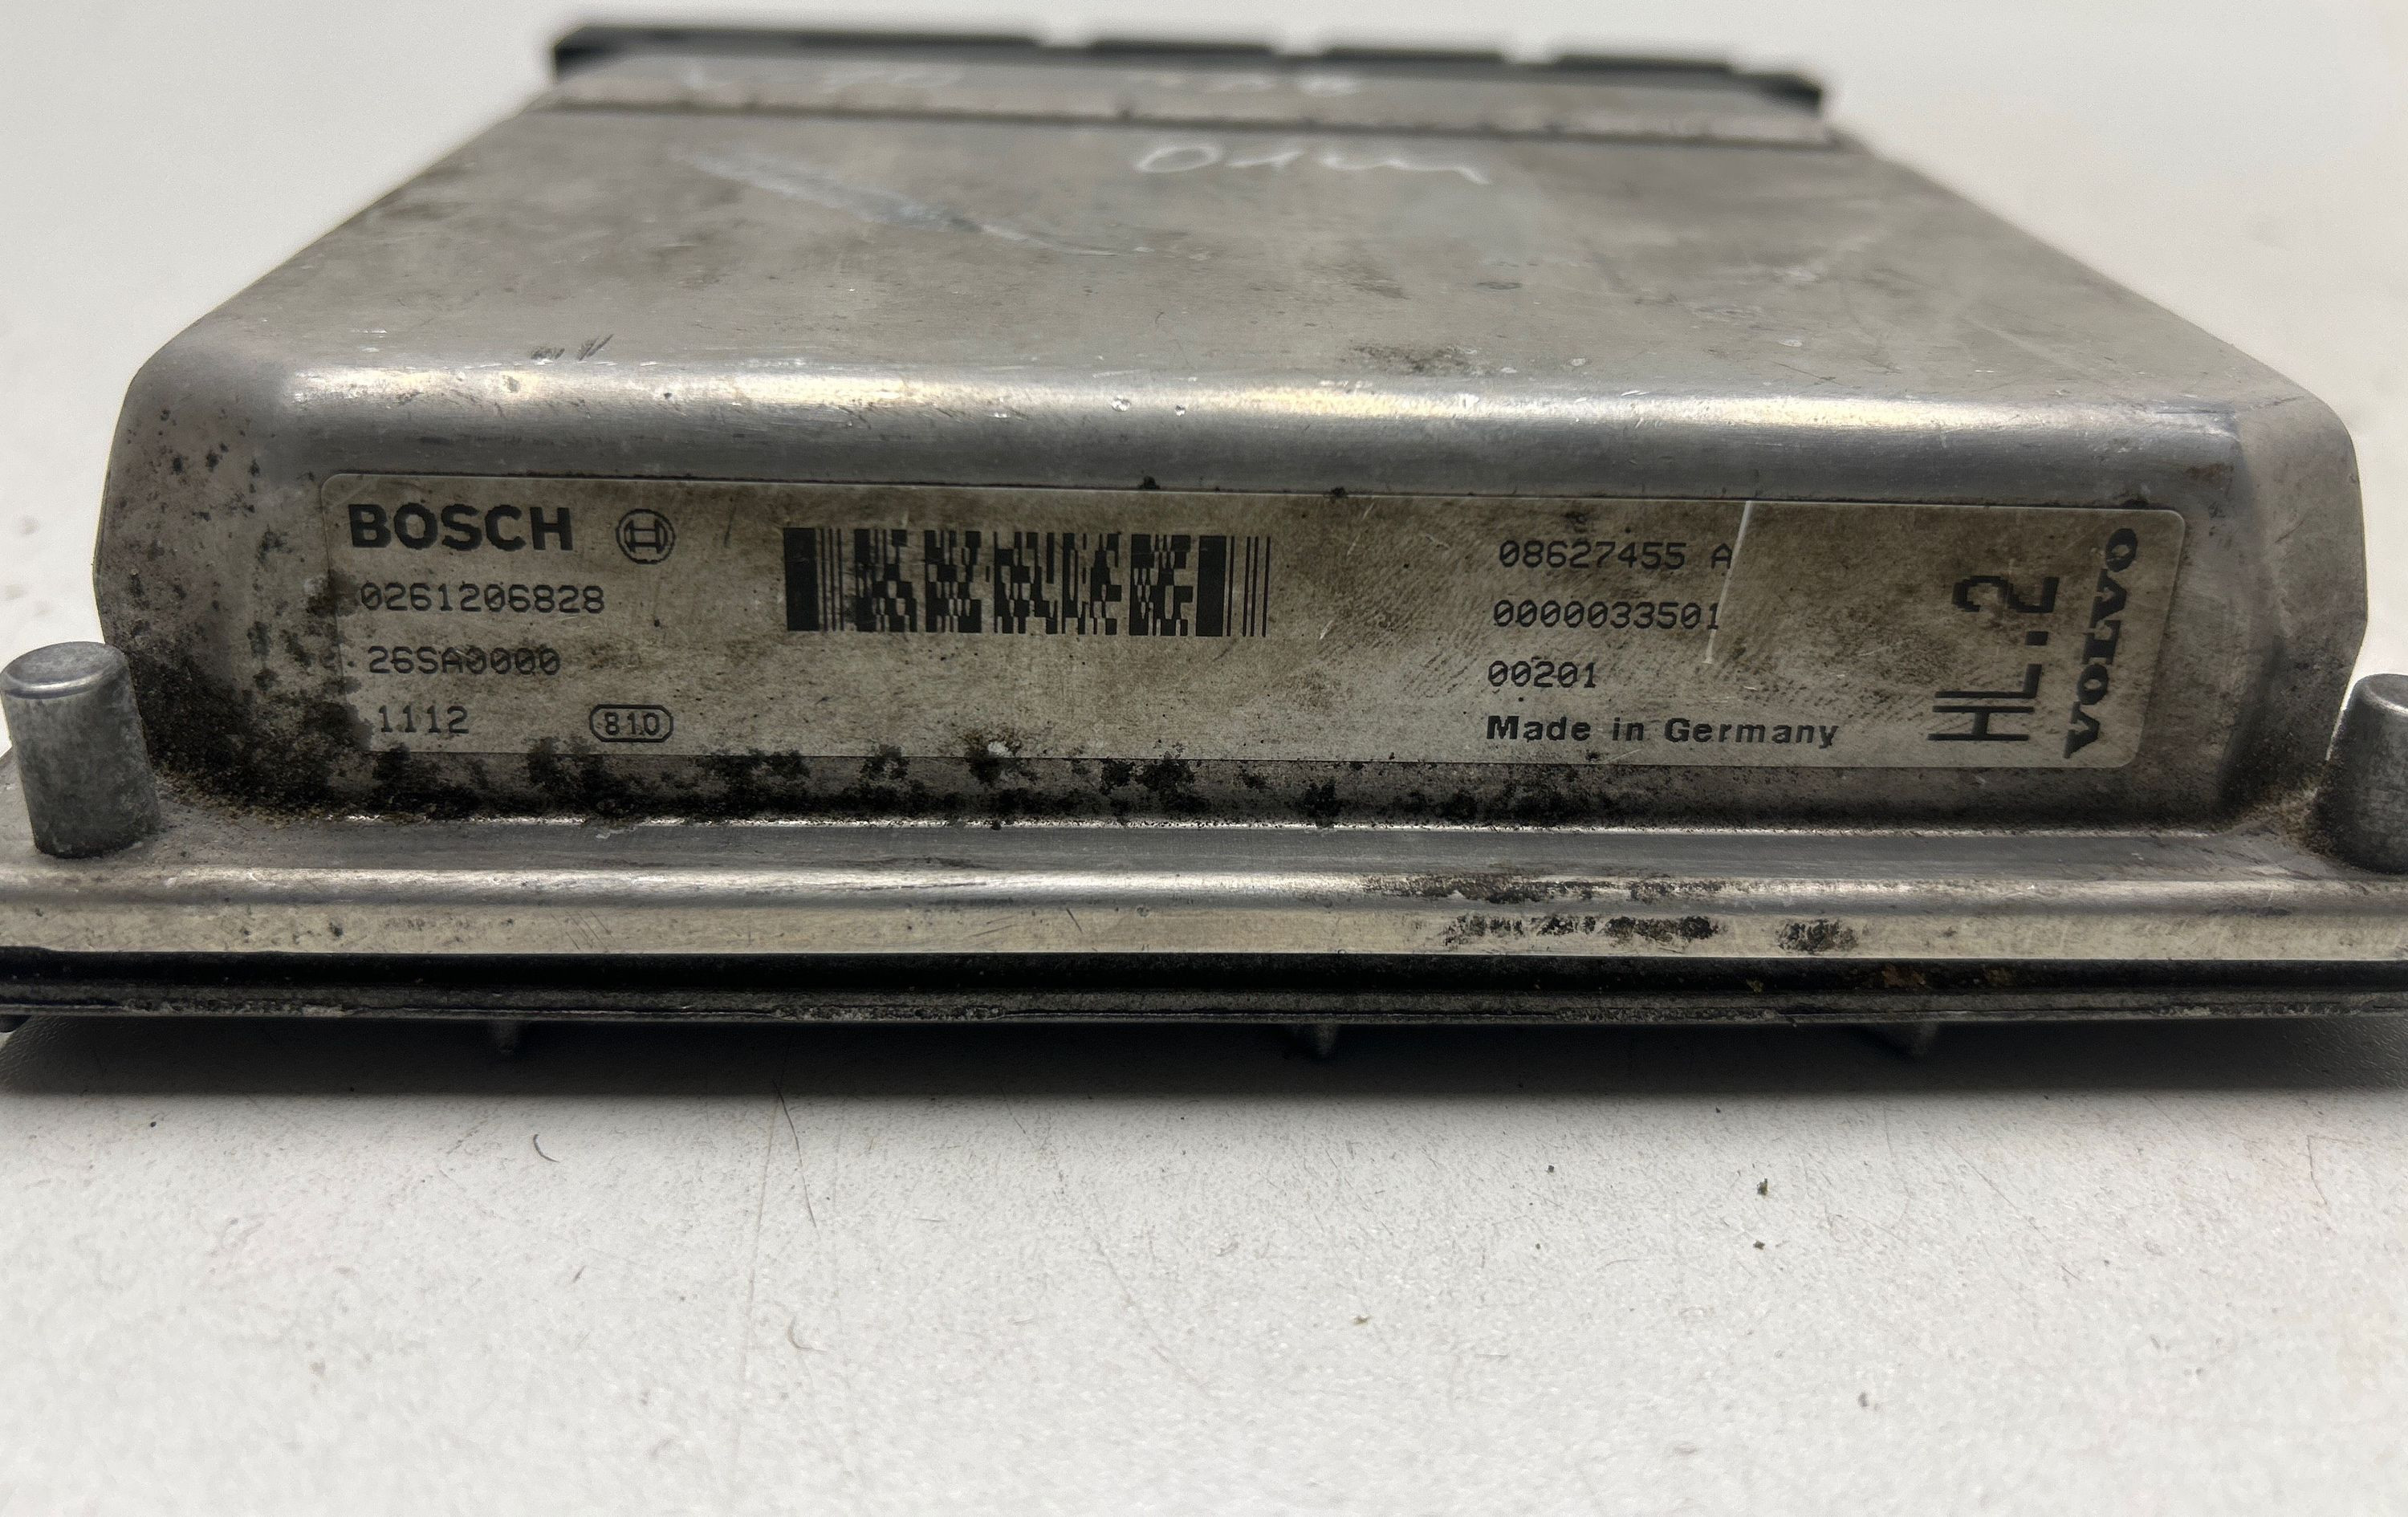 BOSCH
0261206828
26SA0000
1112 810
08627455 A
0000033501
00201
Made in Germany
HL.2
VOLVO